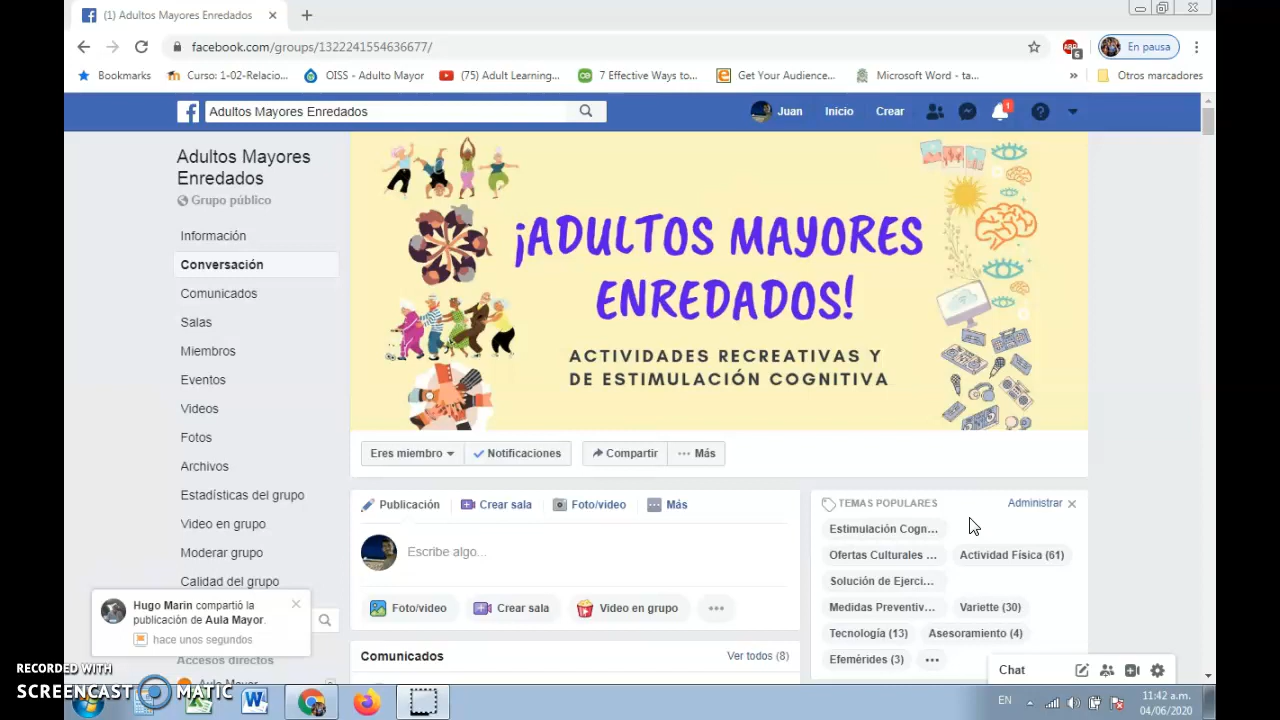 (1) Adultos Mayores Enredados
facebook.com/groups/1322241554636677/
ABP
6
En pausa
Bookmarks
Curso: 1-02-Relacio...
OISS - Adulto Mayor
(75) Adult Learning...
7 Effective Ways to...
Get Your Audience...
Microsoft Word - ta...
»
Otros marcadores
Adultos Mayores Enredados
Juan
Inicio
Crear
1
Adultos Mayores
Enredados
Grupo público
Información
Conversación
Comunicados
Salas
Miembros
Eventos
Videos
Fotos
Archivos
Estadísticas del grupo
Video en grupo
Moderar grupo
Calidad del grupo
¡ADULTOS MAYORES
ENREDADOS!
ACTIVIDADES RECREATIVAS Y
DE ESTIMULACIÓN COGNITIVA
Eres miembro
Notificaciones
Compartir
Más
Publicación
Crear sala
Foto/video
Más
Escribe algo...
Foto/video
Crear sala
Video en grupo
Comunicados
Ver todos (8)
TEMAS POPULARES
Administrar
Estimulación Cogn...
Ofertas Culturales ...
Actividad Física (61)
Solución de Ejerci...
Medidas Preventiv...
Variette (30)
Tecnología (13)
Asesoramiento (4)
Efemérides (3)
Chat
Hugo Marin compartió la
publicación de Aula Mayor.
hace unos segundos
Accesos directos
RECORDED WITH
SCREENCAST MATIC
EN
11:42 a.m.
04/06/2020